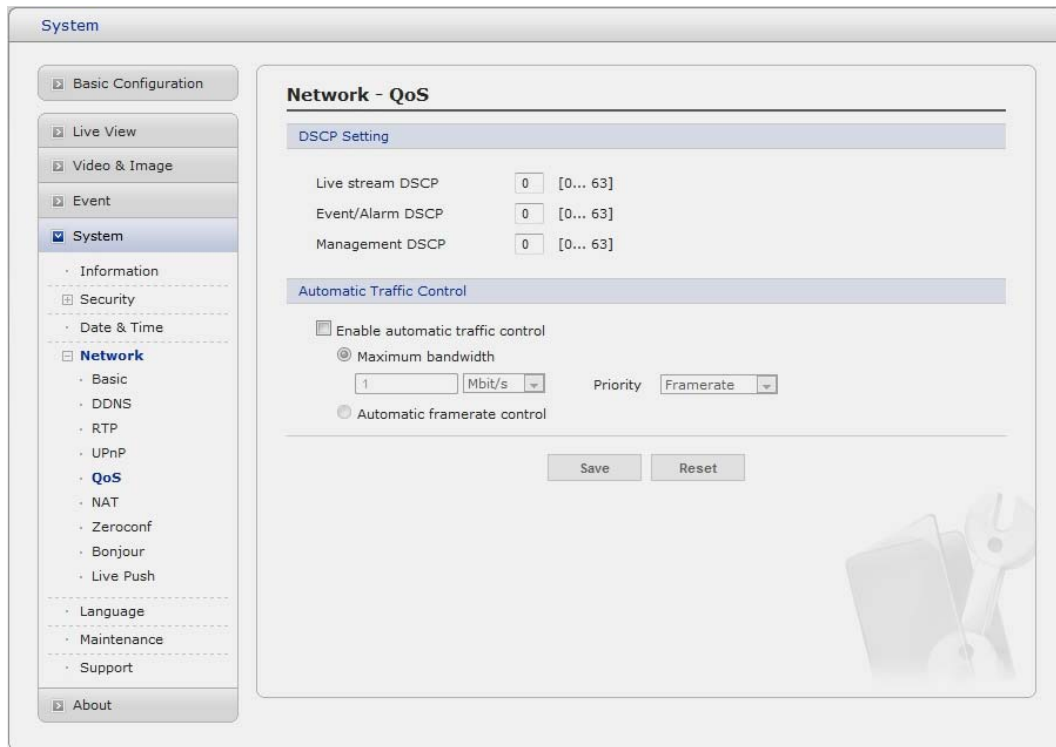 System
Basic Configuration
Live View
Video & Image
Event
System
· Information
Security
· Date & Time
Network
· Basic
· DDNS
· RTP
· UPnP
· QoS
· NAT
· Zeroconf
· Bonjour
· Live Push
· Language
· Maintenance
· Support
About
Network - QoS
DSCP Setting
Live stream DSCP 0 [0... 63]
Event/Alarm DSCP 0 [0... 63]
Management DSCP 0 [0... 63]
Automatic Traffic Control
Enable automatic traffic control
Maximum bandwidth
1 Mbit/s Priority Framerate
Automatic framerate control
Save Reset